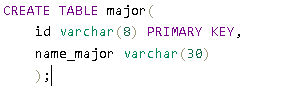 CREATE TABLE major(
id varchar(8) PRIMARY KEY,
name_major varchar(30)
);